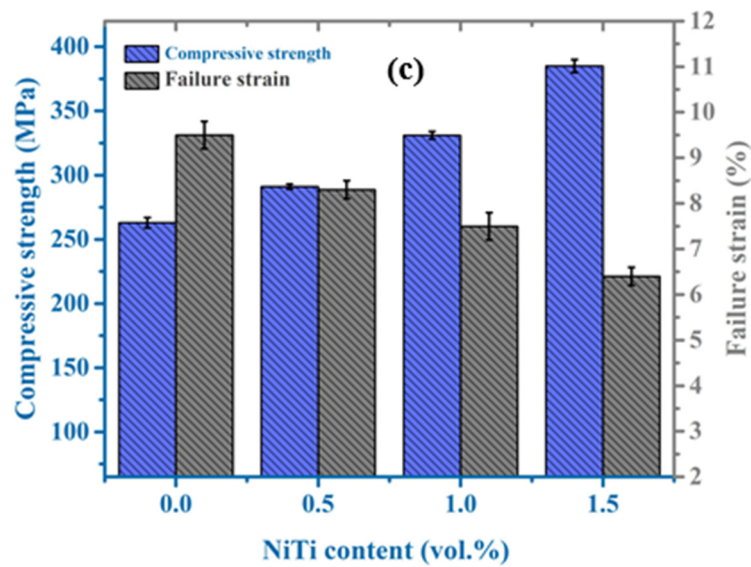 Compressive strength (MPa)
400
350
300
250
200
150
100
Compressive strength
Failure strain
(c)
12
11
10
9
8
7
6
5
4
3
2
Failure strain (%)
0.0 0.5 1.0 1.5
NiTi content (vol.%)